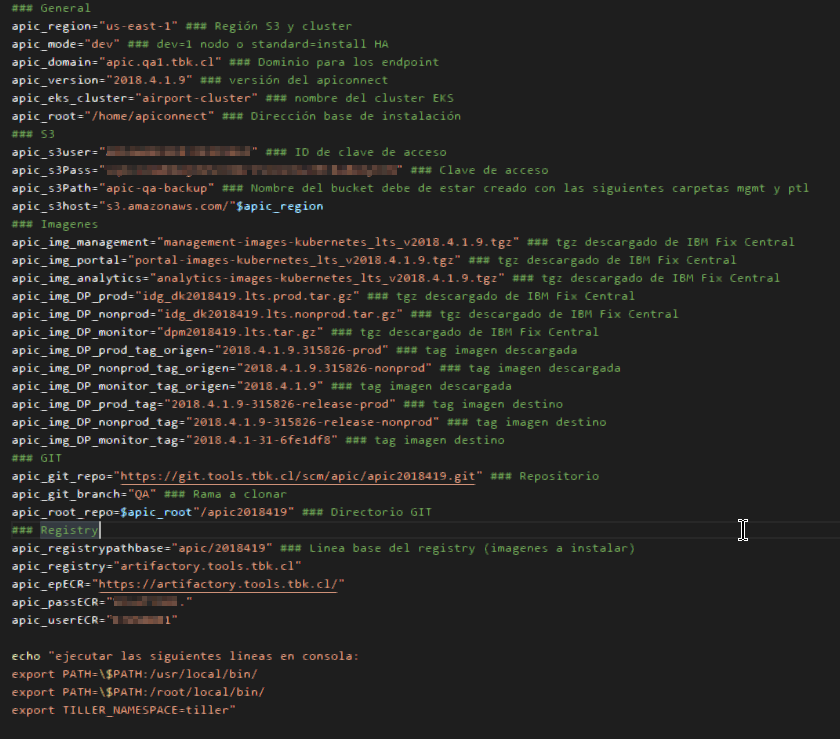 ### General
apic_region="us-east-1" ### Región S3 y cluster
apic_mode="dev" ### dev=1 nodo o standard=install HA
apic_domain="apic.qa1.tbk.cl" ### Dominio para los endpoint
apic_version="2018.4.1.9" ### versión del apiconnect
apic_eks_cluster="airport-cluster" ### nombre del cluster EKS
apic_root="/home/apiconnect" ### Dirección base de instalación
### S3
apic_s3user="" ### ID de clave de acceso
apic_s3Pass="" ### Clave de acceso
apic_s3Path="apic-qa-backup" ### Nombre del bucket debe de estar creado con las siguientes carpetas mgmt y ptl
apic_s3host="s3.amazonaws.com/"$apic_region
### Imagenes
apic_img_management="management-images-kubernetes_lts_v2018.4.1.9.tgz" ### tgz descargado de IBM Fix Central
apic_img_portal="portal-images-kubernetes_lts_v2018.4.1.9.tgz" ### tgz descargado de IBM Fix Central
apic_img_analytics="analytics-images-kubernetes_lts_v2018.4.1.9.tgz" ### tgz descargado de IBM Fix Central
apic_img_DP_prod="idg_dk2018419.lts.prod.tar.gz" ### tgz descargado de IBM Fix Central
apic_img_DP_nonprod="idg_dk2018419.lts.nonprod.tar.gz" ### tgz descargado de IBM Fix Central
apic_img_DP_monitor="dpm2018419.lts.tar.gz" ### tgz descargado de IBM Fix Central
apic_img_DP_prod_tag_origen="2018.4.1.9.315826-prod" ### tag imagen descargada
apic_img_DP_nonprod_tag_origen="2018.4.1.9.315826-nonprod" ### tag imagen descargada
apic_img_DP_monitor_tag_origen="2018.4.1.9" ### tag imagen descargada
apic_img_DP_prod_tag="2018.4.1.9-315826-release-prod" ### tag imagen destino
apic_img_DP_nonprod_tag="2018.4.1.9-315826-release-nonprod" ### tag imagen destino
apic_img_DP_monitor_tag="2018.4.1-31-6fe1df8" ### tag imagen destino
### GIT
apic_git_repo="https://git.tools.tbk.cl/scm/apic/apic2018419.git" ### Repositorio
apic_git_branch="QA" ### Rama a clonar
apic_root_repo=$apic_root"/apic2018419" ### Directorio GIT
### Registry
apic_registrypathbase="apic/2018419" ### Linea base del registry (imagenes a instalar)
apic_registry="artifactory.tools.tbk.cl"
apic_epECR="https://artifactory.tools.tbk.cl/"
apic_passECR="."
apic_userECR="1"
echo "ejecutar las siguientes lineas en consola:
export PATH=\$PATH:/usr/local/bin/
export PATH=\$PATH:/root/local/bin/
export TILLER_NAMESPACE=tiller"